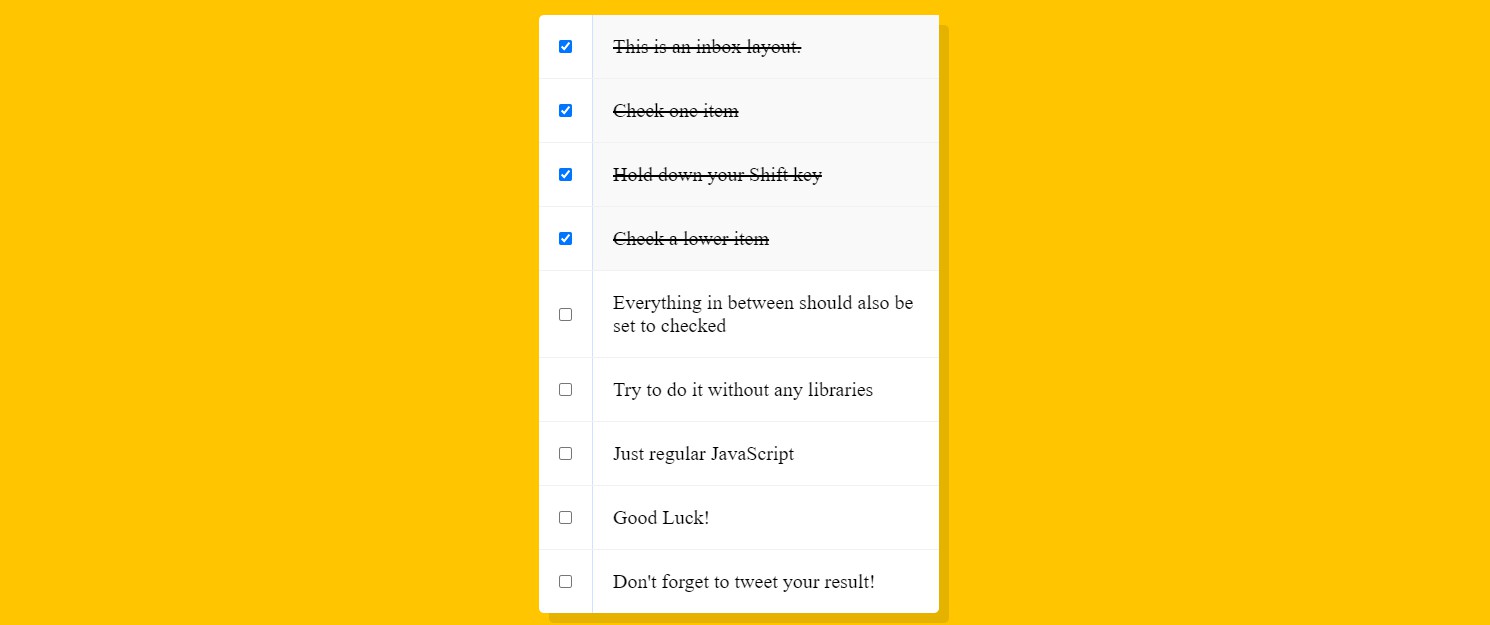 This is an inbox layout.
Check one item
Hold down your Shift key
Check a lower item
Everything in between should also be
set to checked
Try to do it without any libraries
Just regular JavaScript
Good Luck!
Don't forget to tweet your result!